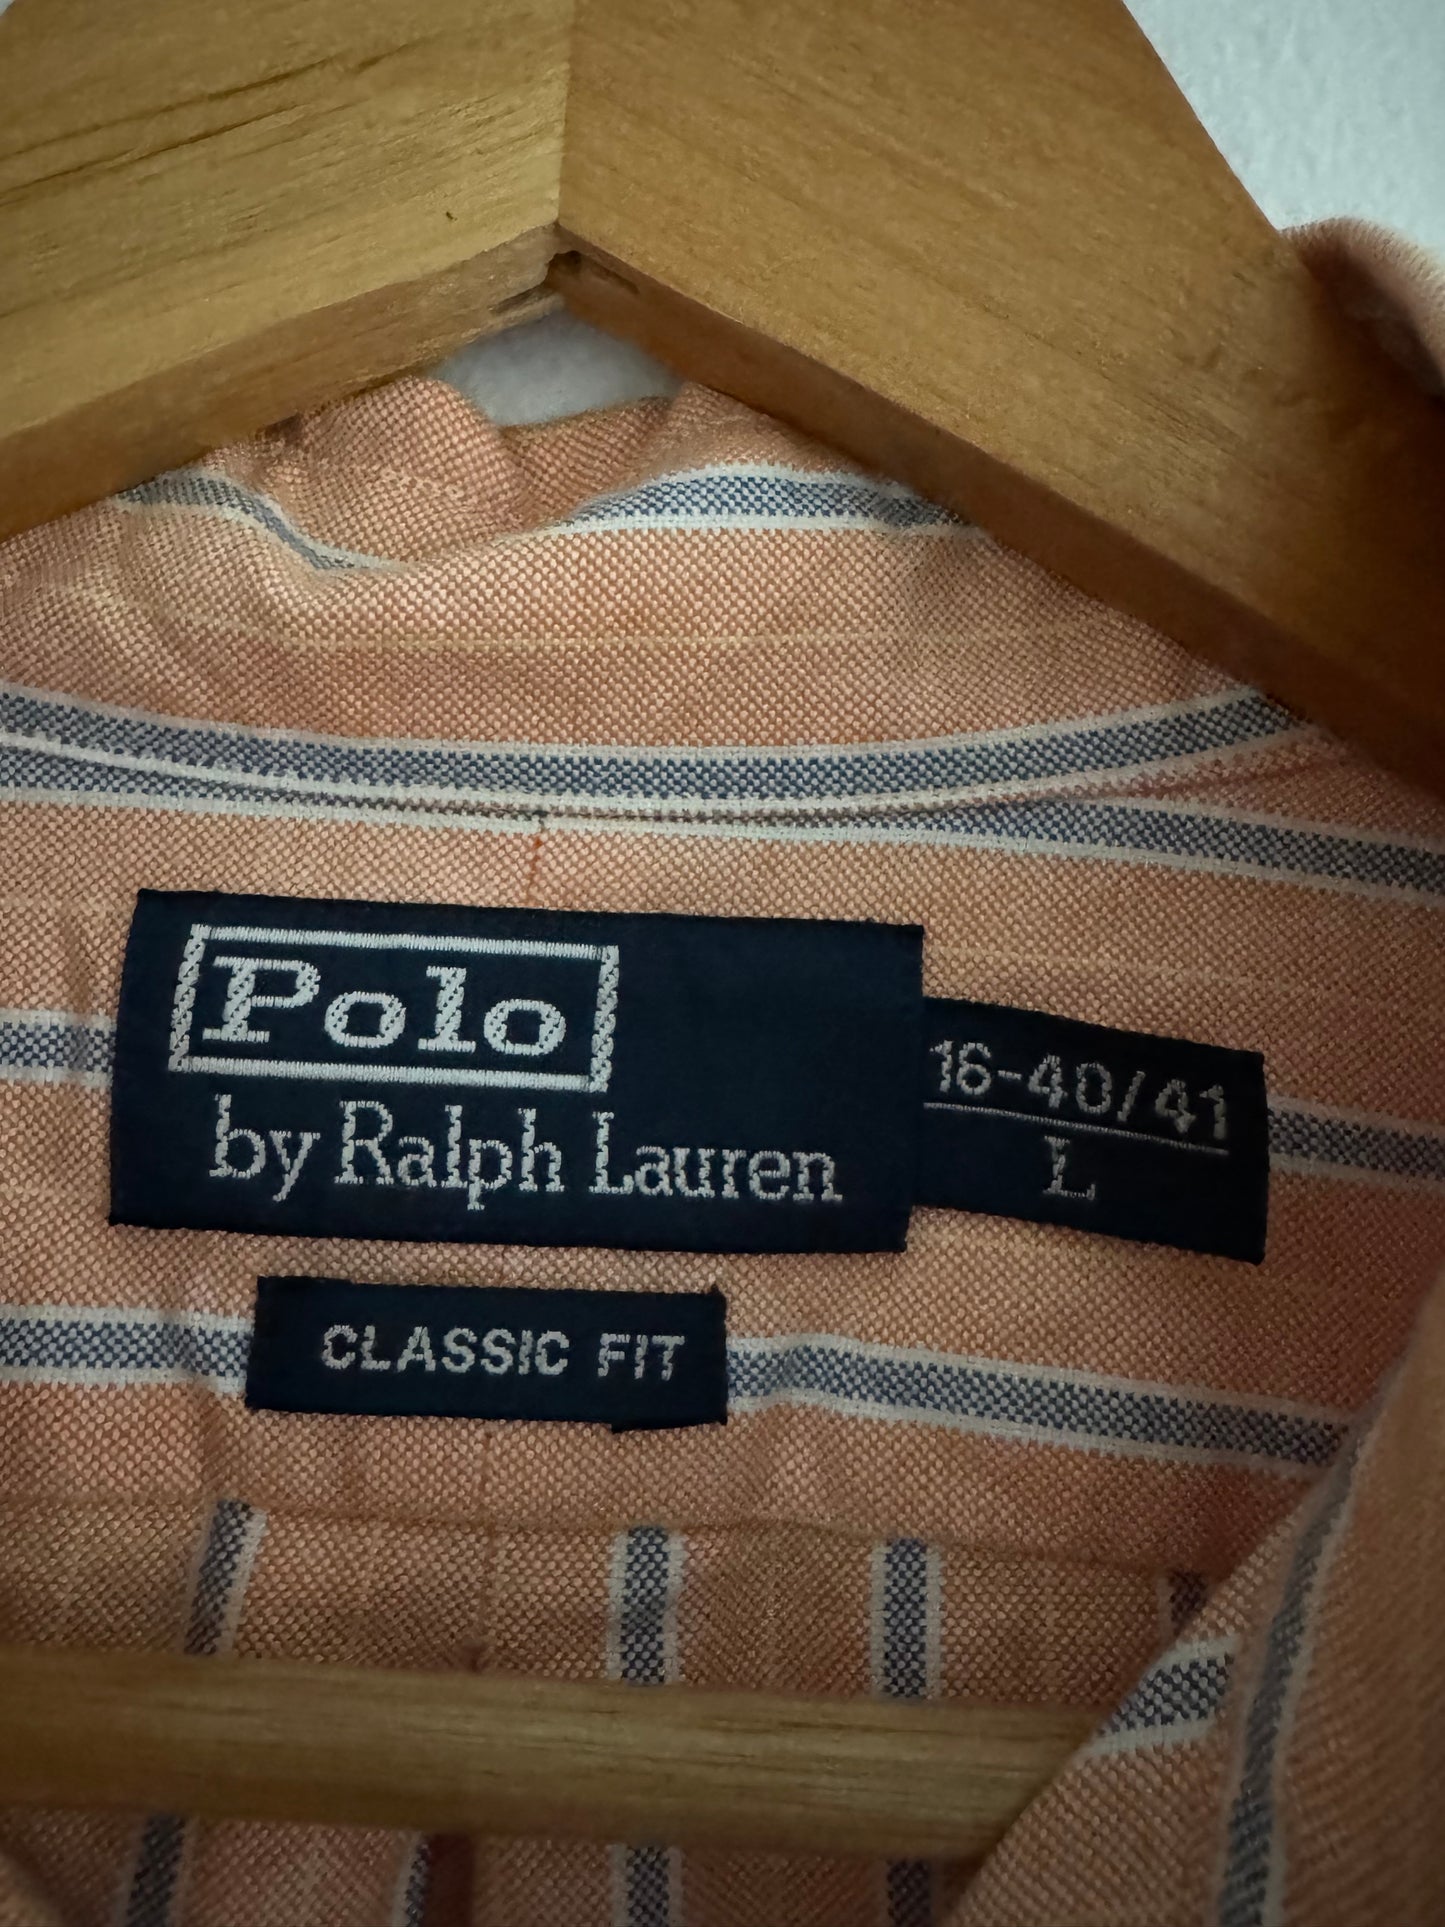 Polo
by Ralph Lauren
16-40/41
L
CLASSIC FIT